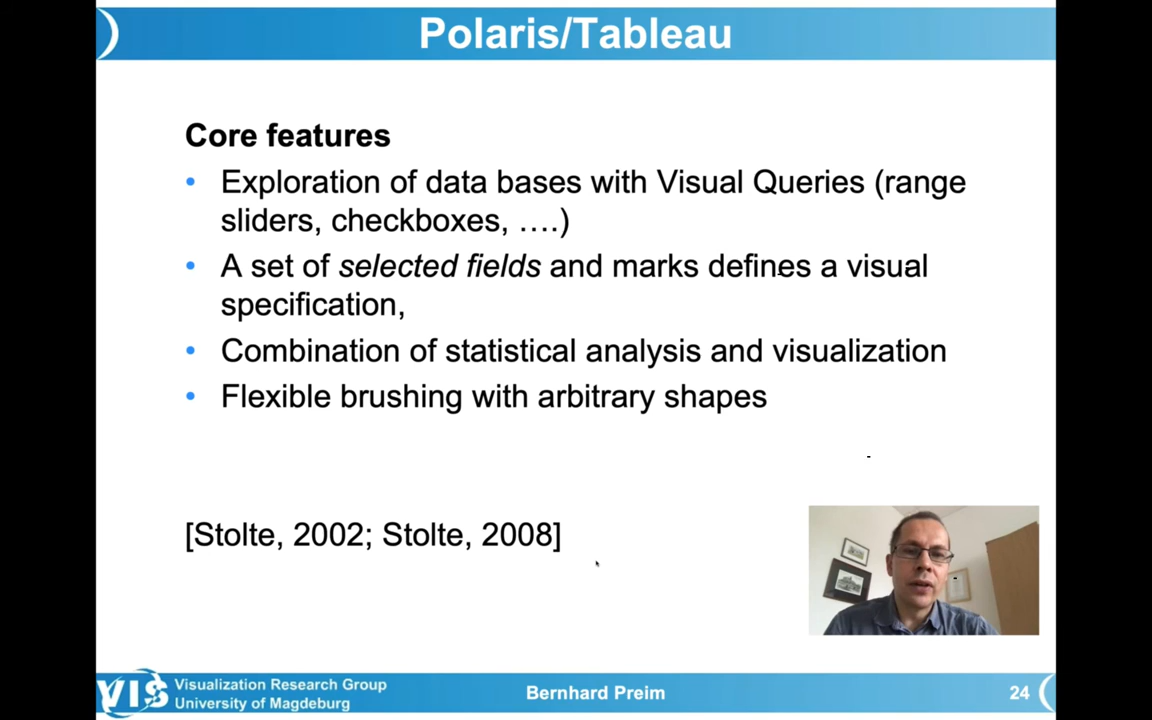 Polaris/Tableau
Core features
• Exploration of data bases with Visual Queries (range
sliders, checkboxes, ….)
• A set of selected fields and marks defines a visual
specification,
• Combination of statistical analysis and visualization
• Flexible brushing with arbitrary shapes
[Stolte, 2002; Stolte, 2008]
VIS
Visualization Research Group
University of Magdeburg
Bernhard Preim
24